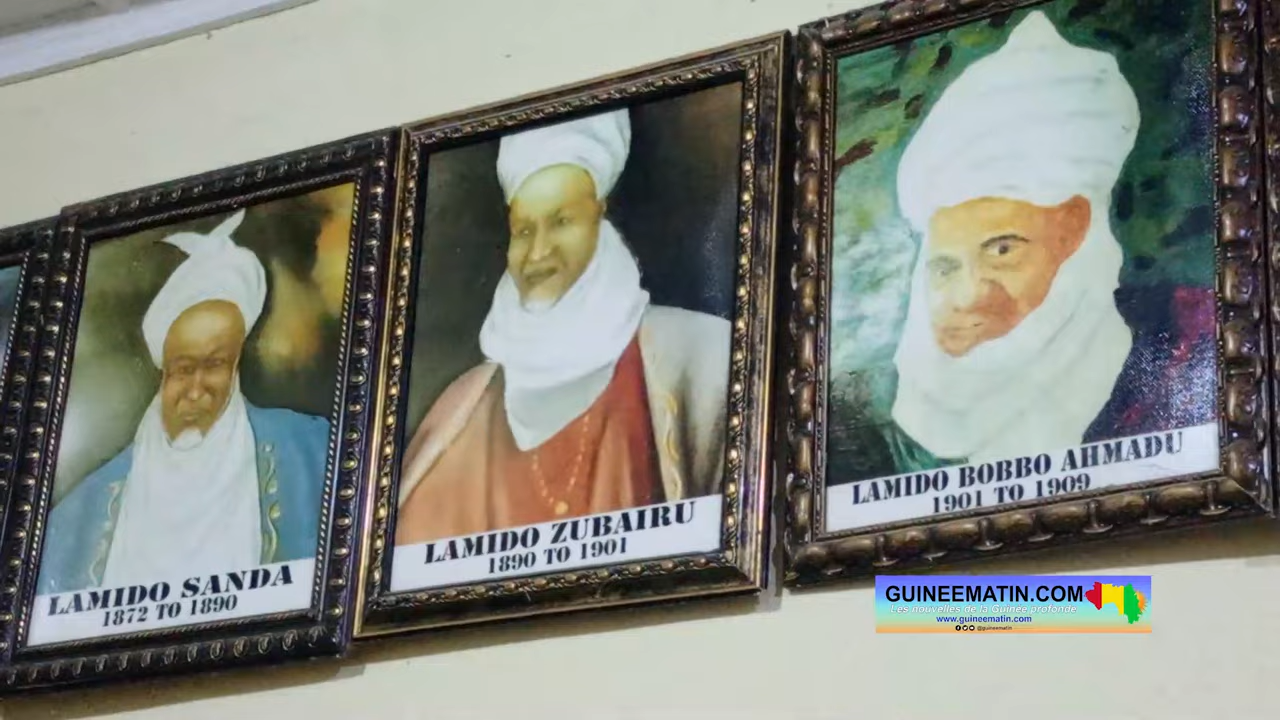 LAMIDO SANDA
1872 TO 1890
LAMIDO ZUBAIRU
1890 TO 1901
LAMIDO BOBBO AHMADU
1901 TO 1909
GUINEEMATIN.COM
Les nouvelles de la Guinée profonde
www.guineematin.com
@guineematin